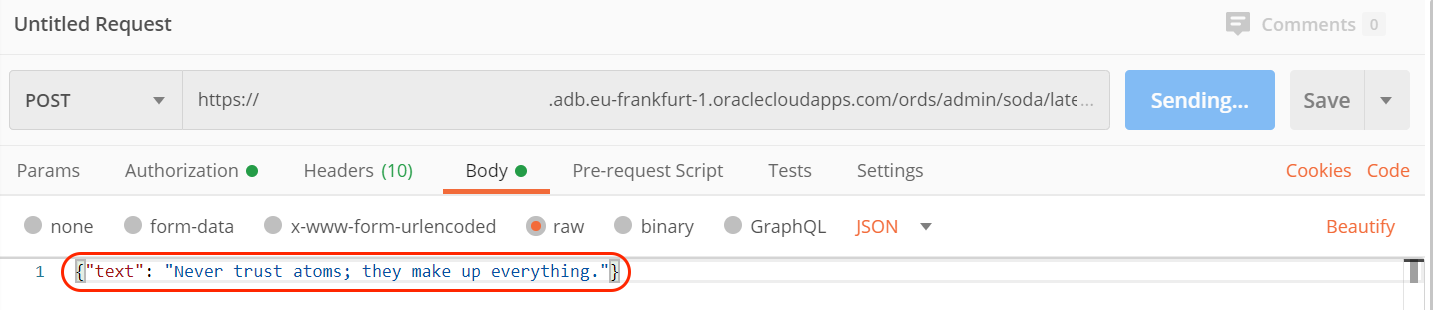 Untitled Request Comments 0
POST https:// .adb.eu-frankfurt-1.oraclecloudapps.com/ords/admin/soda/late... Sending... Save
Params Authorization Headers (10) Body Pre-request Script Tests Settings Cookies Code
none form-data x-www-form-urlencoded raw binary GraphQL JSON Beautify
1 {"text": "Never trust atoms; they make up everything."}